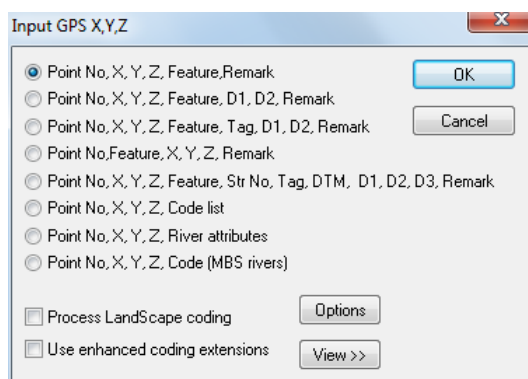 Input GPS X,Y,Z
X
Point No, X, Y, Z, Feature,Remark
OK
Point No, X, Y, Z, Feature, D1, D2, Remark
Point No, X, Y, Z, Feature, Tag, D1, D2, Remark
Cancel
Point No,Feature, X, Y, Z, Remark
Point No, X, Y, Z, Feature, Str No, Tag, DTM, D1, D2, D3, Remark
Point No, X, Y, Z, Code list
Point No, X, Y, Z, River attributes
Point No, X, Y, Z, Code (MBS rivers)
Process LandScape coding
Options
Use enhanced coding extensions
View >>